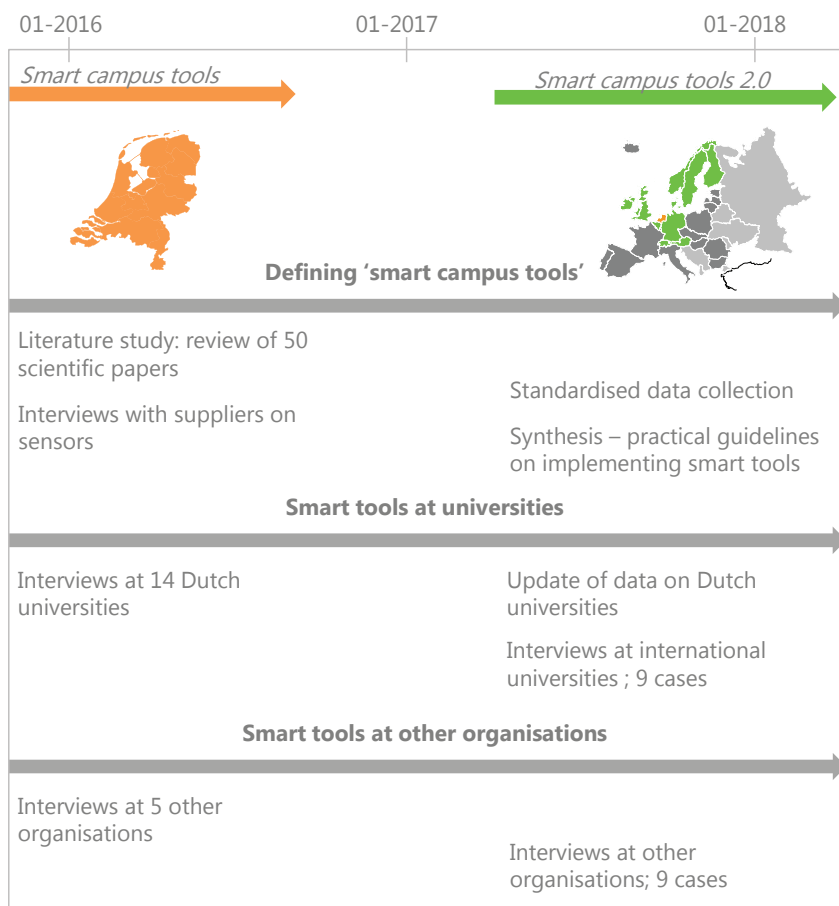 01-2016
01-2017
01-2018
Smart campus tools
Smart campus tools 2.0
Defining ‘smart campus tools’
Literature study: review of 50
scientific papers
Interviews with suppliers on
sensors
Standardised data collection
Synthesis – practical guidelines
on implementing smart tools
Smart tools at universities
Interviews at 14 Dutch
universities
Update of data on Dutch
universities
Interviews at international
universities ; 9 cases
Smart tools at other organisations
Interviews at 5 other
organisations
Interviews at other
organisations; 9 cases